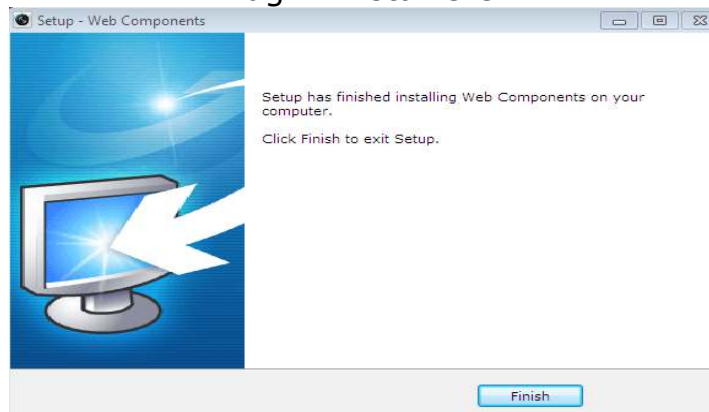 Setup - Web Components
Setup has finished installing Web Components on your
computer.
Click Finish to exit Setup.
Finish